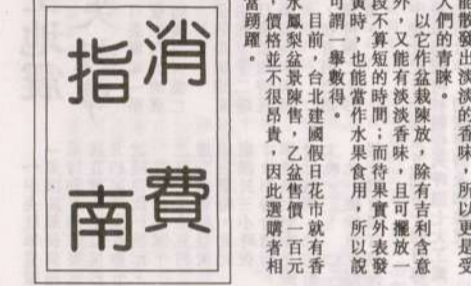 能散發出淡淡的香味，所以更是受
人們的青睞。
以它作盆栽陳放，除有吉利含意
外，又能有淡淡香味，且可擺放一
段不算短的時間；而待果實外表發
黃時，也能當作水果食用，所以說
可謂一舉數得。
目前，台北建國假日花市就有香
水鳳梨盆景陳售，乙盆售價一百元
，價格並不很昂貴，因此選購者相
當踴躍。
消費
指南